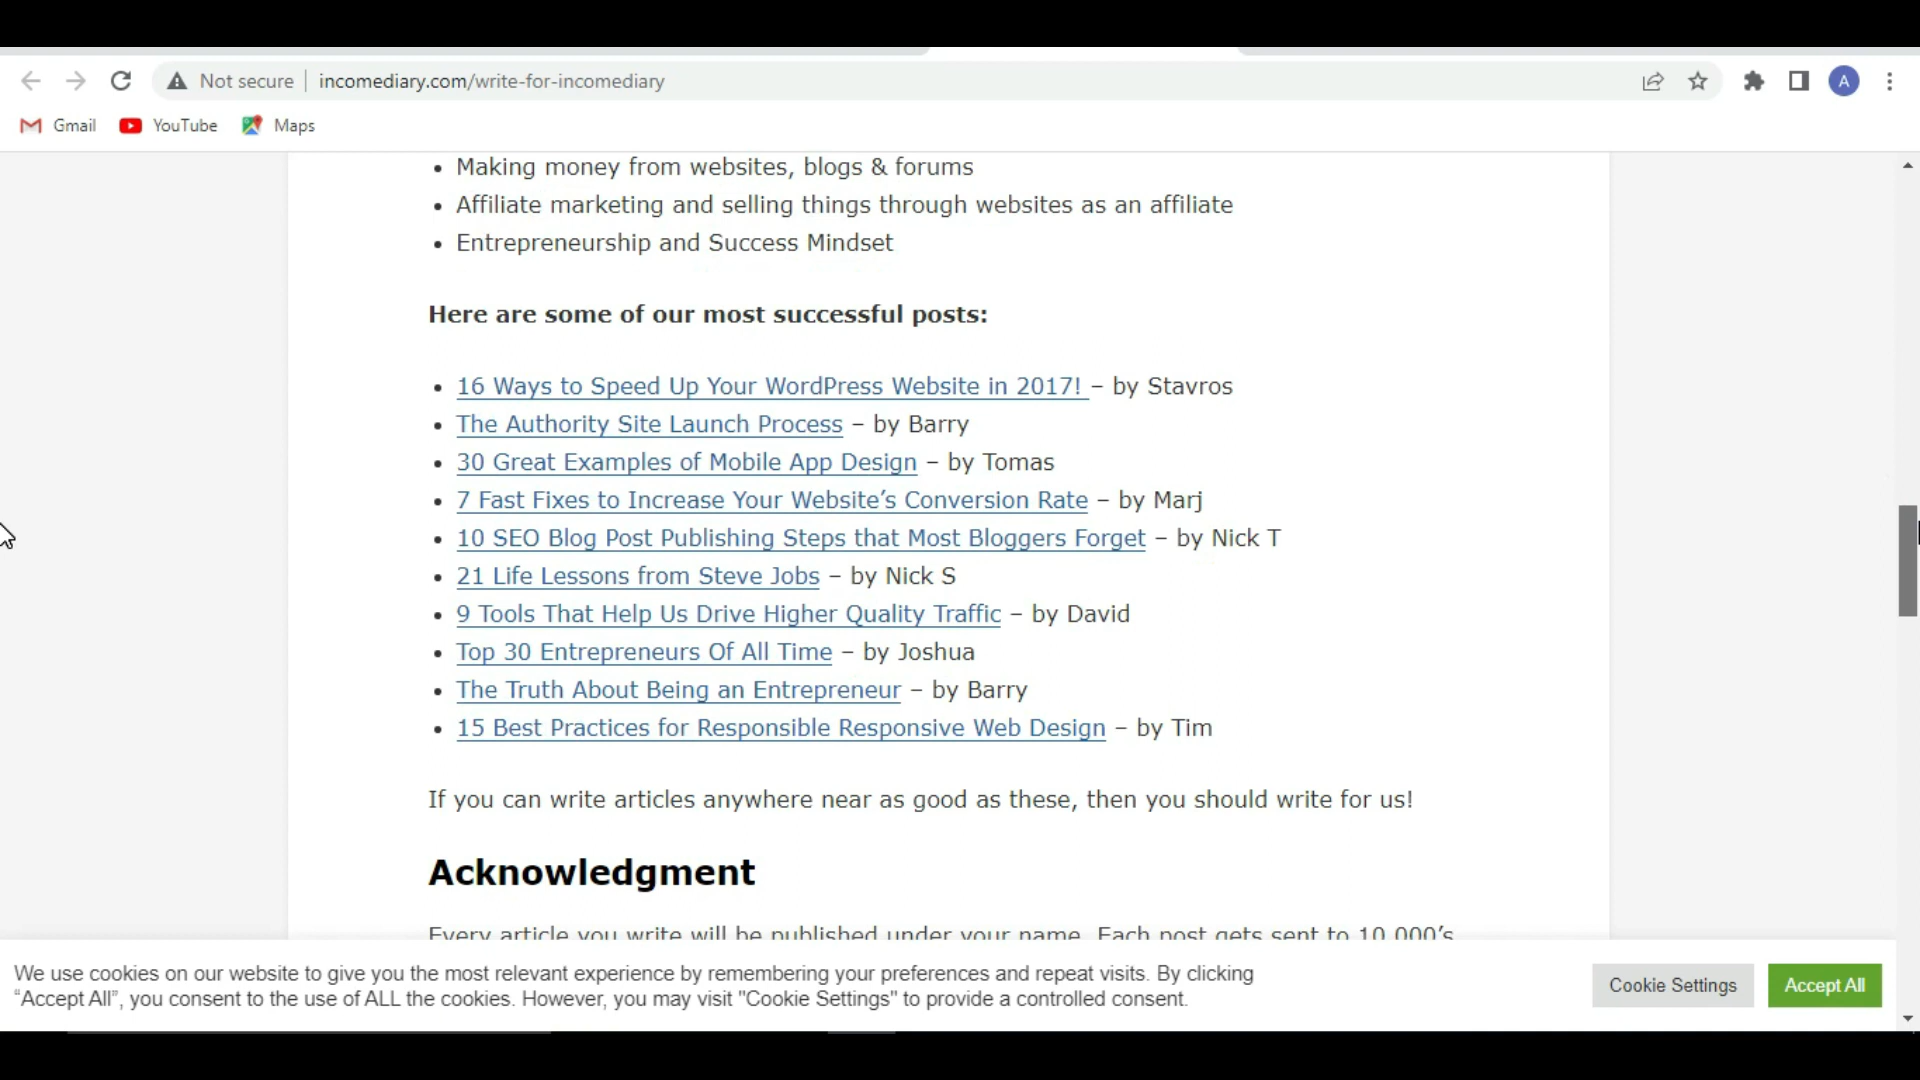 Not secure incomediary.com/write-for-incomediary A
Gmail YouTube Maps
• Making money from websites, blogs & forums
• Affiliate marketing and selling things through websites as an affiliate
• Entrepreneurship and Success Mindset
Here are some of our most successful posts:
• 16 Ways to Speed Up Your WordPress Website in 2017! – by Stavros
• The Authority Site Launch Process – by Barry
• 30 Great Examples of Mobile App Design – by Tomas
• 7 Fast Fixes to Increase Your Website’s Conversion Rate – by Marj
• 10 SEO Blog Post Publishing Steps that Most Bloggers Forget – by Nick T
• 21 Life Lessons from Steve Jobs – by Nick S
• 9 Tools That Help Us Drive Higher Quality Traffic – by David
• Top 30 Entrepreneurs Of All Time – by Joshua
• The Truth About Being an Entrepreneur – by Barry
• 15 Best Practices for Responsible Responsive Web Design – by Tim
If you can write articles anywhere near as good as these, then you should write for us!
Acknowledgment
Every article you write will be published under your name. Each post gets sent to 10,000’s
We use cookies on our website to give you the most relevant experience by remembering your preferences and repeat visits. By clicking
“Accept All”, you consent to the use of ALL the cookies. However, you may visit "Cookie Settings" to provide a controlled consent.
Cookie Settings Accept All